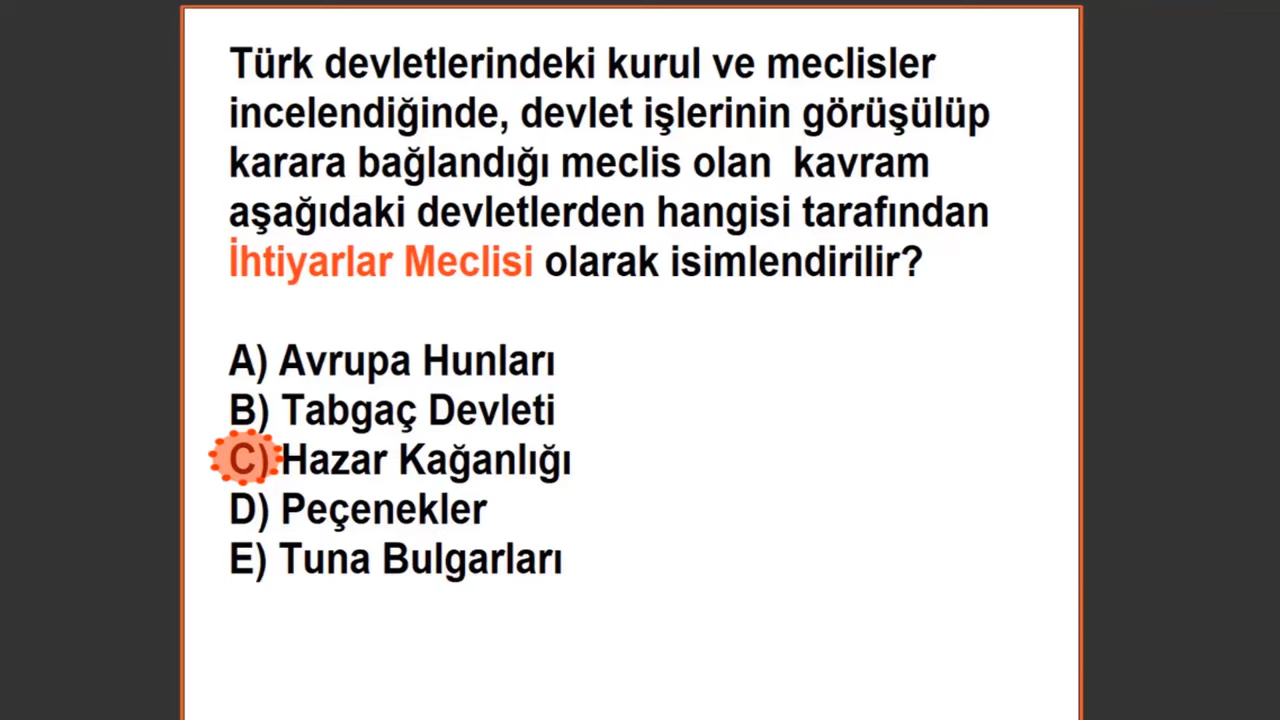 Türk devletlerindeki kurul ve meclisler
incelendiğinde, devlet işlerinin görüşülüp
karara bağlandığı meclis olan kavram
aşağıdaki devletlerden hangisi tarafından
İhtiyarlar Meclisi olarak isimlendirilir?
A) Avrupa Hunları
B) Tabgaç Devleti
C) Hazar Kağanlığı
D) Peçenekler
E) Tuna Bulgarları